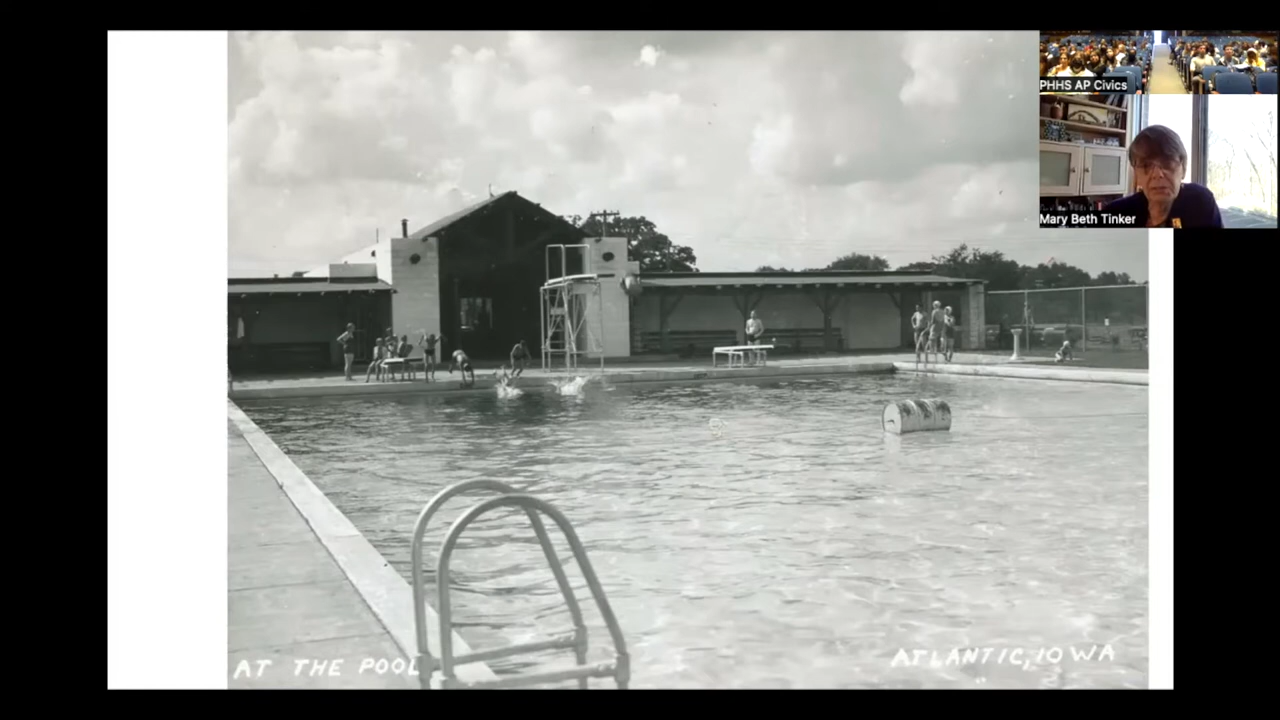 PHHS AP Civics
Mary Beth Tinker
AT THE POOL
ATLANTIC, IOWA